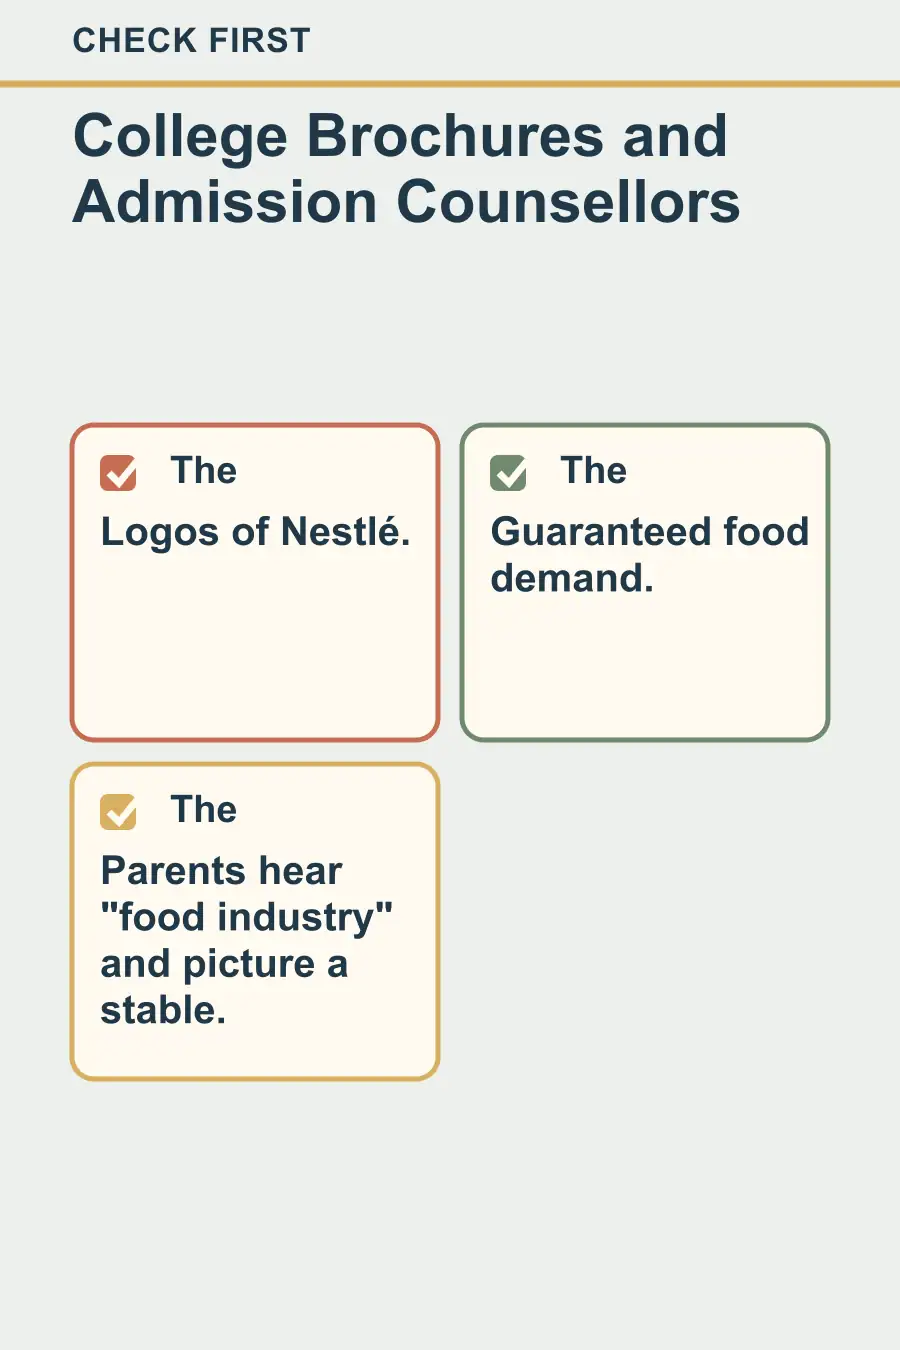 CHECK FIRST
College Brochures and
Admission Counsellors
The
Logos of Nestlé.
The
Guaranteed food
demand.
The
Parents hear
"food industry"
and picture a
stable.